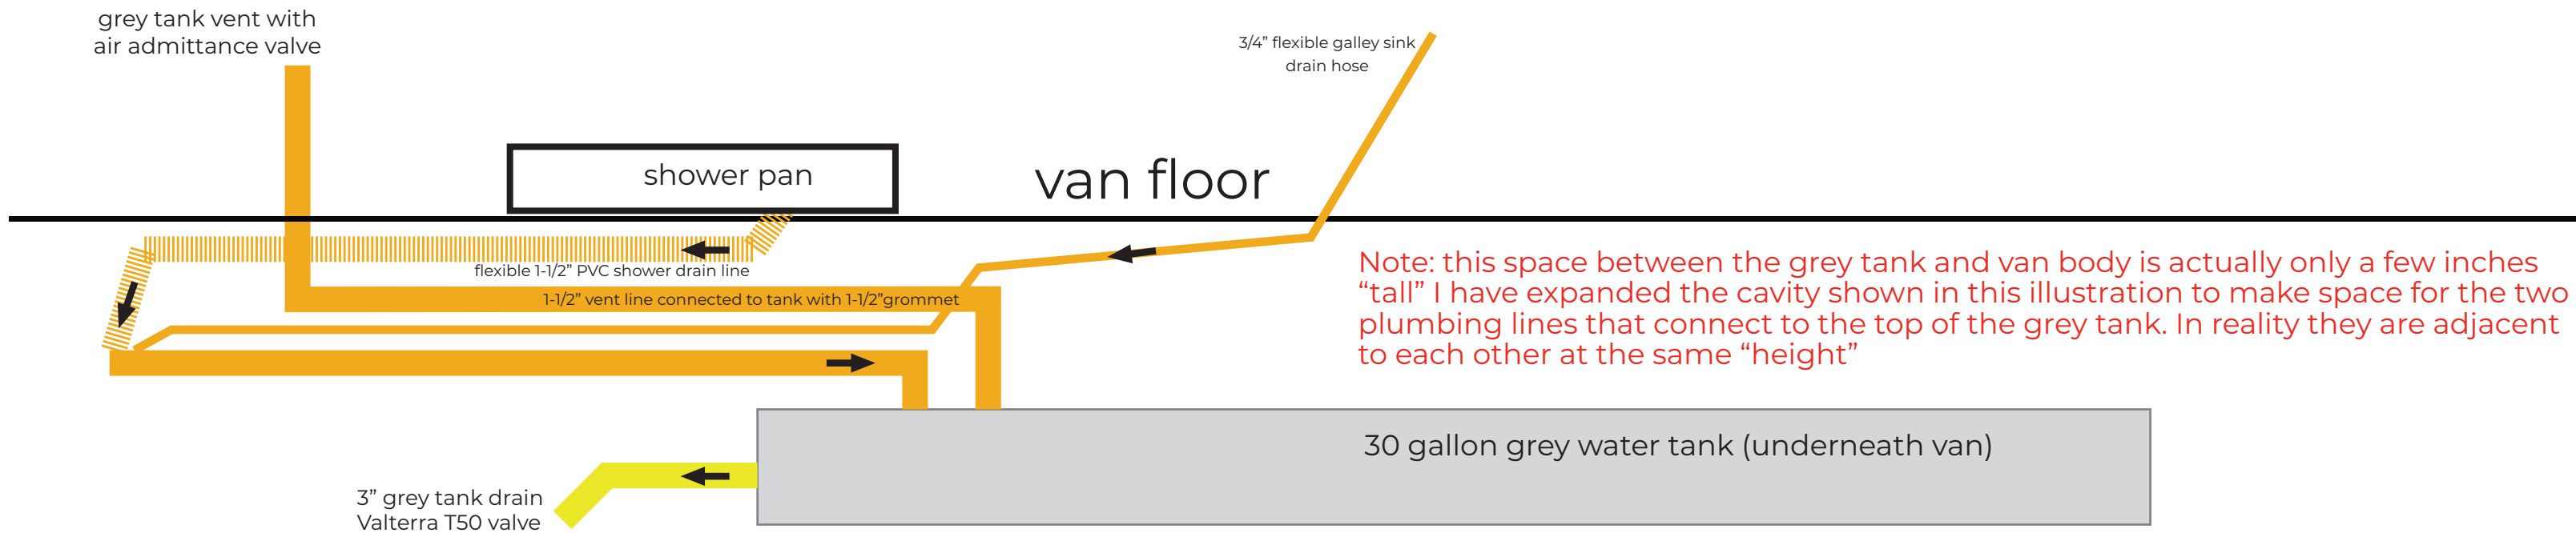 grey tank vent with
air admittance valve
3/4” flexible galley sink
drain hose
shower pan
van floor
flexible 1-1/2” PVC shower drain line
1-1/2” vent line connected to tank with 1-1/2”grommet
Note: this space between the grey tank and van body is actually only a few inches
“tall” I have expanded the cavity shown in this illustration to make space for the two
plumbing lines that connect to the top of the grey tank. In reality they are adjacent
to each other at the same “height”
30 gallon grey water tank (underneath van)
3” grey tank drain
Valterra T50 valve